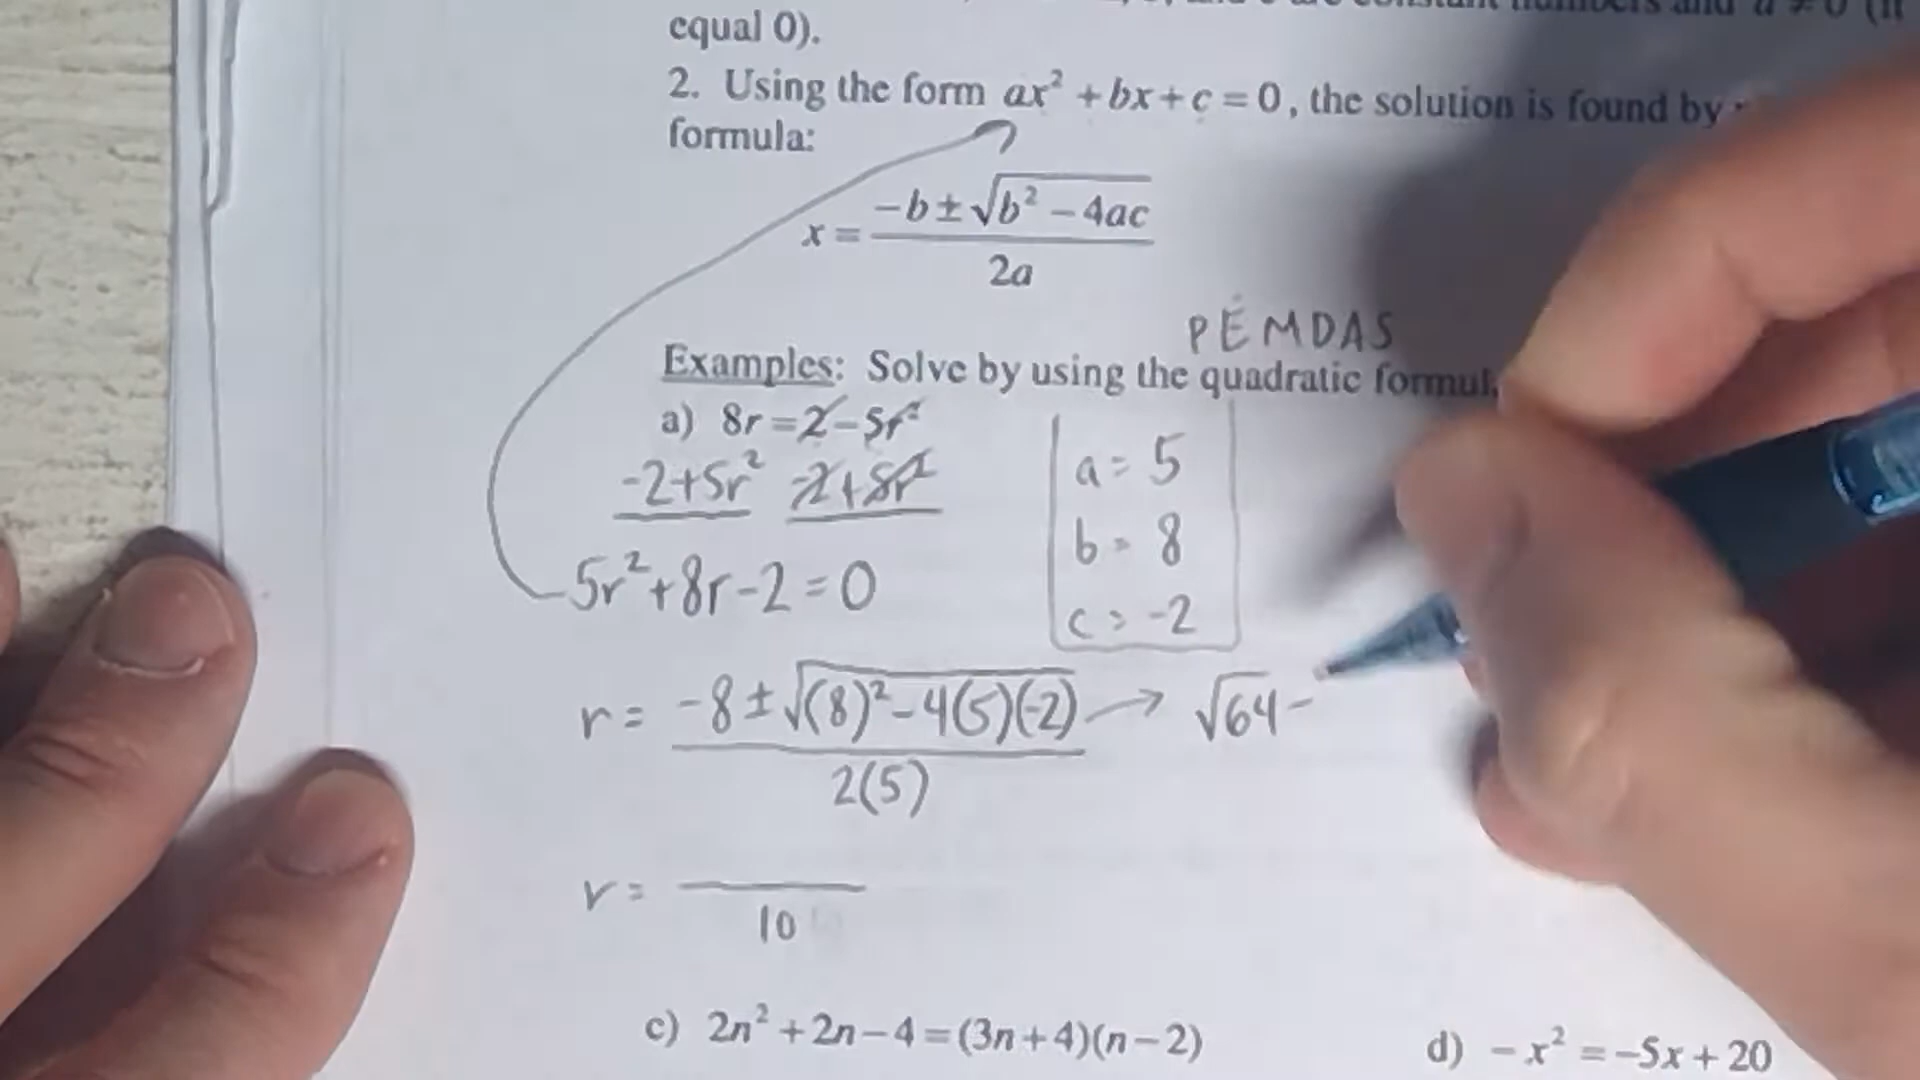 numbers and a ≠ 0 (
equal 0).
2. Using the form ax² + bx + c = 0, the solution is found by
formula:
x = (-b ± √(b² - 4ac)) / 2a
PEMDAS
Examples: Solve by using the quadratic
a) 8r = 2 - 5r²
-2+5r² -2+5r²
5r²+8r-2=0
a = 5
b = 8
c = -2
r = (-8 ± √((8)²-4(5)(-2))) / 2(5) → √64-
r = — / 10
c) 2n² + 2n - 4 = (3n + 4)(n - 2)
d) -x² = -5x + 20